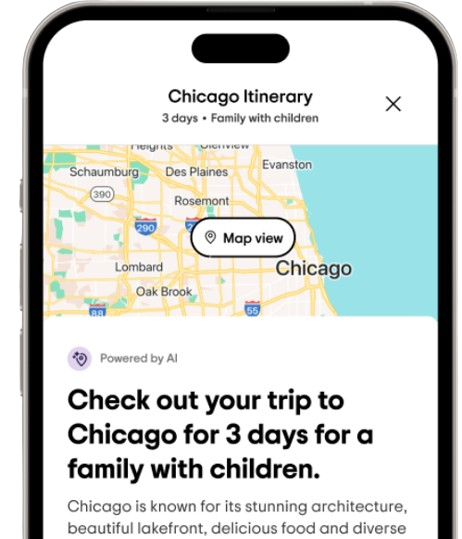 Chicago Itinerary
3 days • Family with children
Heights Glenview
Evanston
Schaumburg Des Plaines
390
Rosemont
290
Map view
Lombard
Chicago
Oak Brook
88
55
Powered by AI
Check out your trip to
Chicago for 3 days for a
family with children.
Chicago is known for its stunning architecture,
beautiful lakefront, delicious food and diverse